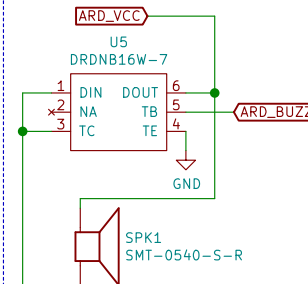 ARD_VCC
U5
DRDNB16W-7
1 DIN DOUT 6
2 NA TB 5
3 TC TE 4
ARD_BUZZ
GND
SPK1
SMT-0540-S-R